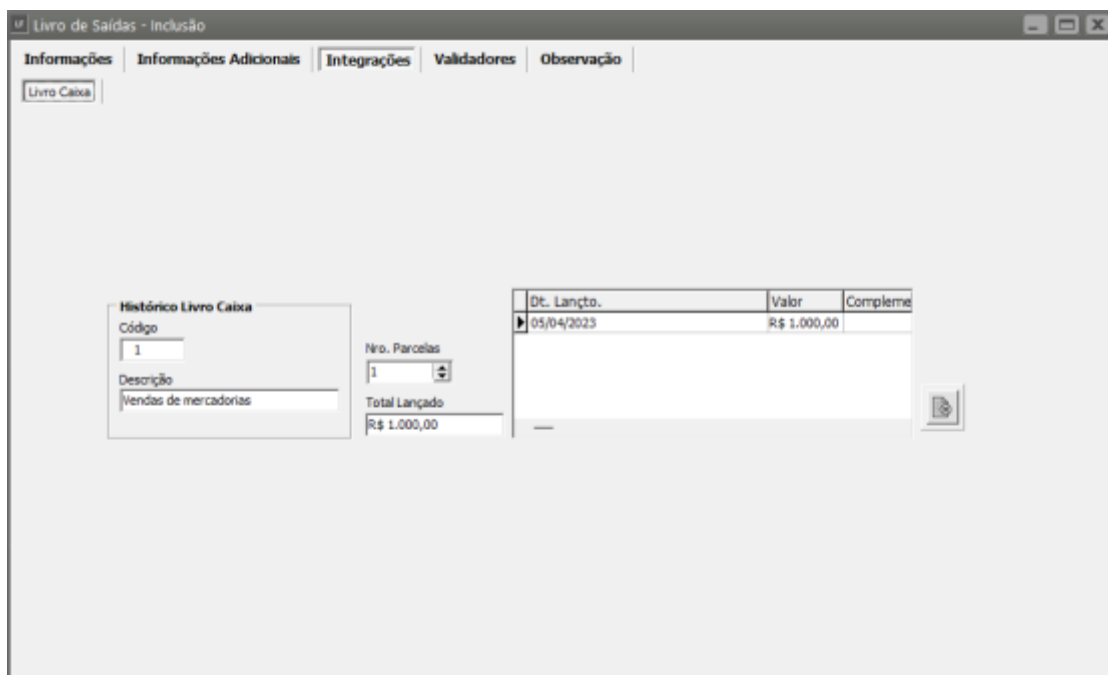 LF Livro de Saídas - Inclusão
Informações Informações Adicionais Integrações Validadores Observação
Livro Caixa
Histórico Livro Caixa
Código
1
Descrição
Vendas de mercadorias
Nro. Parcelas
1
Total Lançado
R$ 1.000,00
Dt. Lançto. Valor Compleme
05/04/2023 R$ 1.000,00